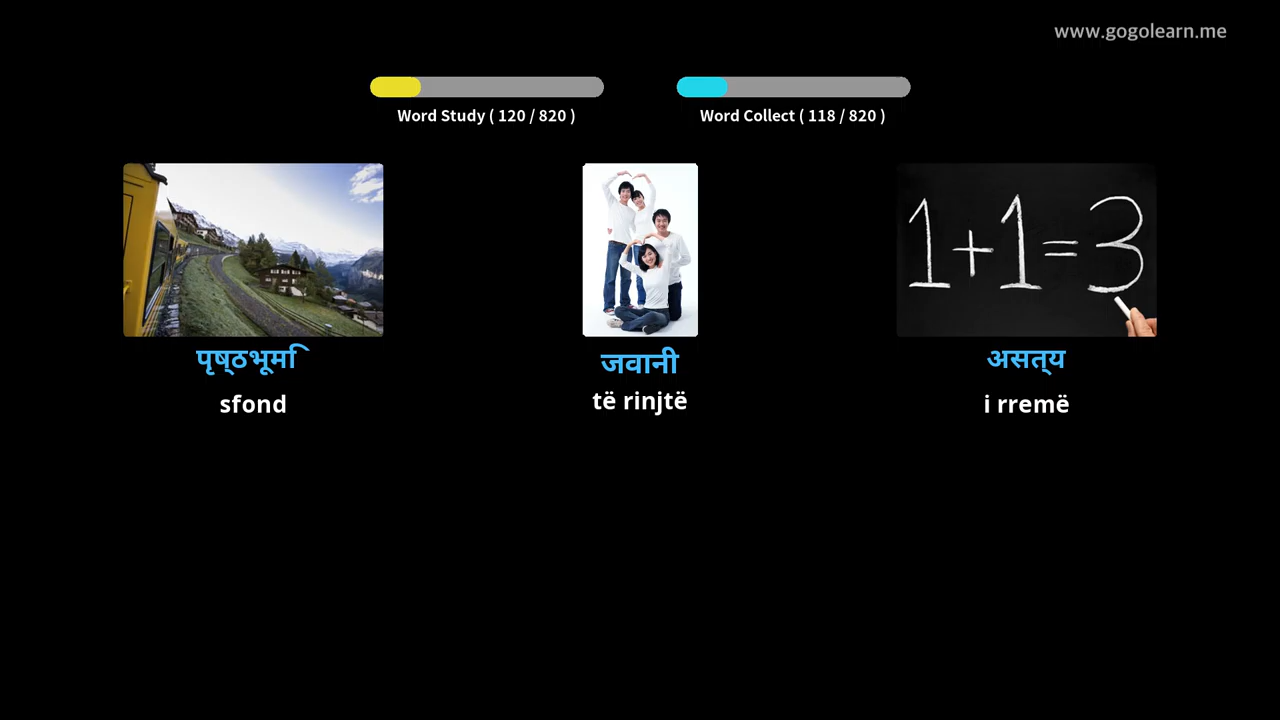 www.gogolearn.me
Word Study ( 120 / 820 )
Word Collect ( 118 / 820 )
1+1=3
पृष्ठभूमि
जवानी
असत्य
sfond
të rinjtë
i rremë